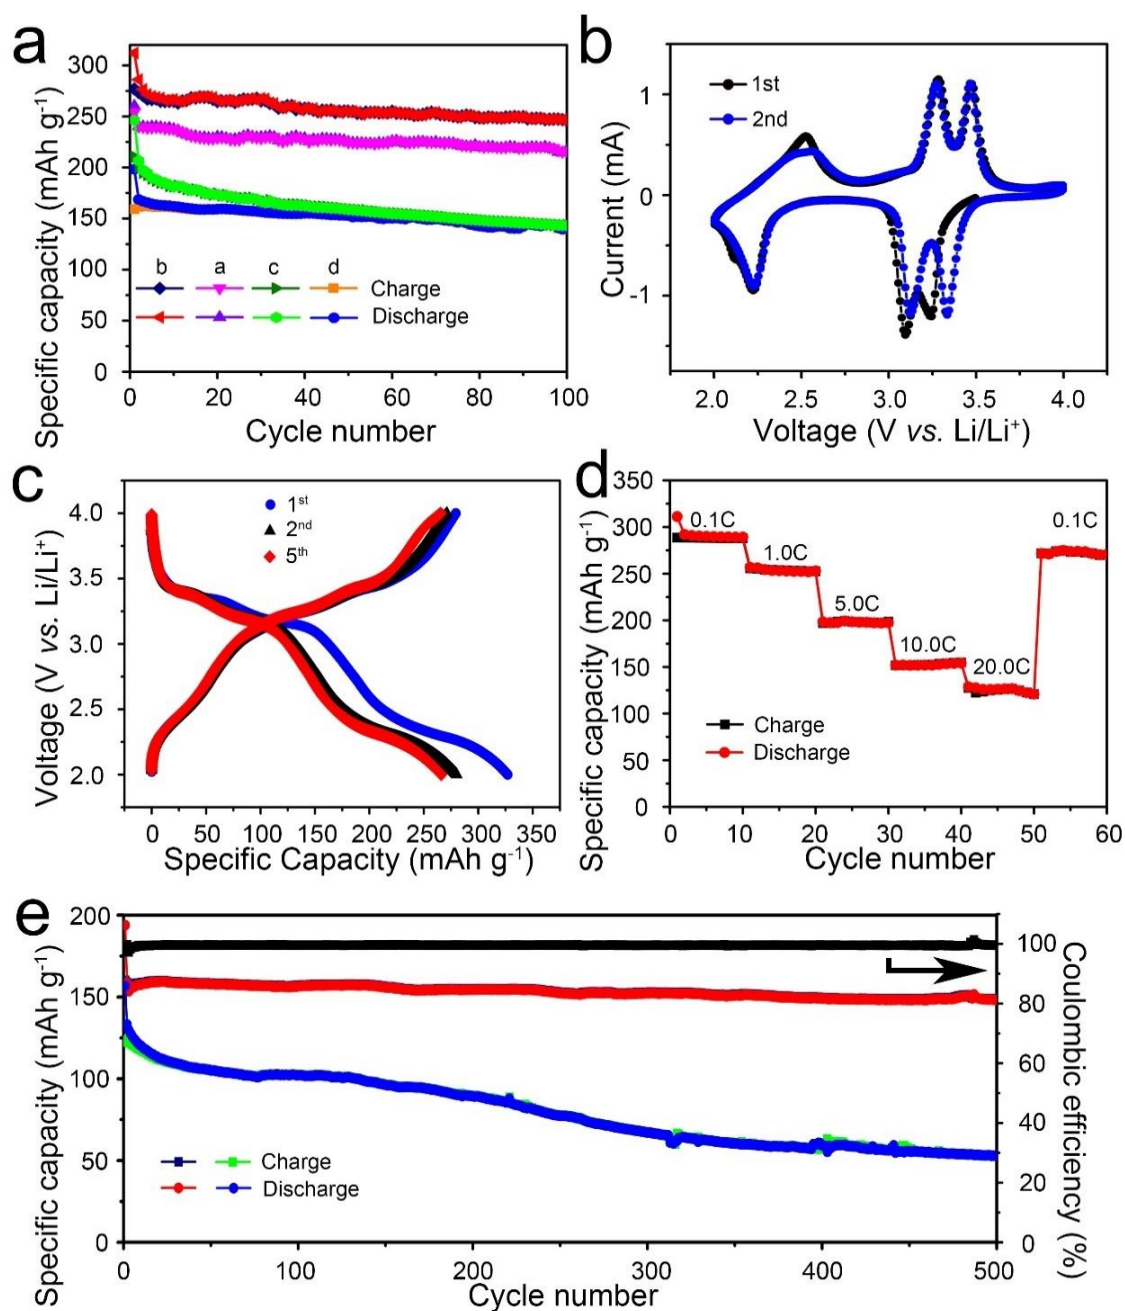 a
Specific capacity (mAh g⁻¹)
300
250
200
150
100
50
0
b a c d
Charge
Discharge
0 20 40 60 80 100
Cycle number
b
Current (mA)
1
0
-1
1st
2nd
2.0 2.5 3.0 3.5 4.0
Voltage (V vs. Li/Li⁺)
c
Voltage (V vs. Li/Li⁺)
4.0
3.5
3.0
2.5
2.0
1ˢᵗ
2ⁿᵈ
5ᵗʰ
0 50 100 150 200 250 300 350
Specific Capacity (mAh g⁻¹)
d
Specific capacity (mAh g⁻¹)
350
300
250
200
150
100
50
0
0.1C
1.0C
5.0C
10.0C
20.0C
0.1C
Charge
Discharge
0 10 20 30 40 50 60
Cycle number
e
Specific capacity (mAh g⁻¹)
200
150
100
50
0
Charge
Discharge
100
80
60
40
20
0
Coulombic efficiency (%)
0 100 200 300 400 500
Cycle number